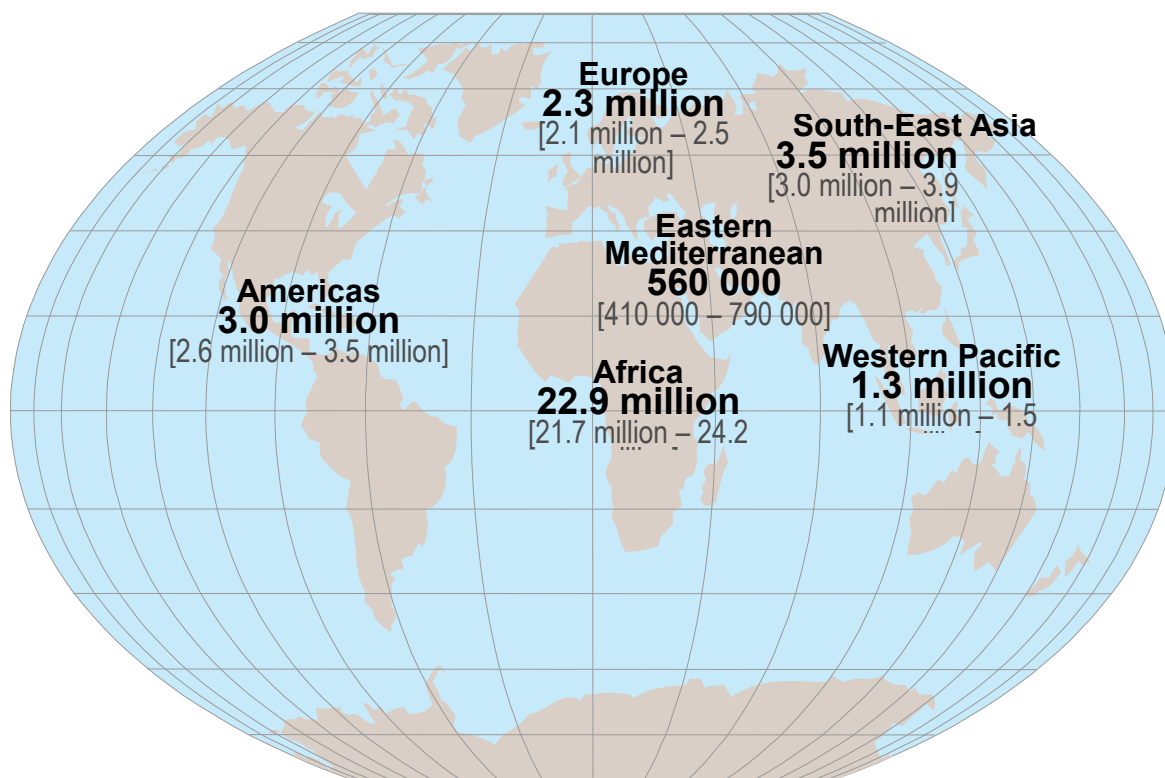 Europe
2.3 million
[2.1 million – 2.5
million]
South-East Asia
3.5 million
[3.0 million – 3.9
million]
Eastern
Mediterranean
560 000
[410 000 – 790 000]
Americas
3.0 million
[2.6 million – 3.5 million]
Western Pacific
1.3 million
[1.1 million – 1.5
Africa
22.9 million
[21.7 million – 24.2